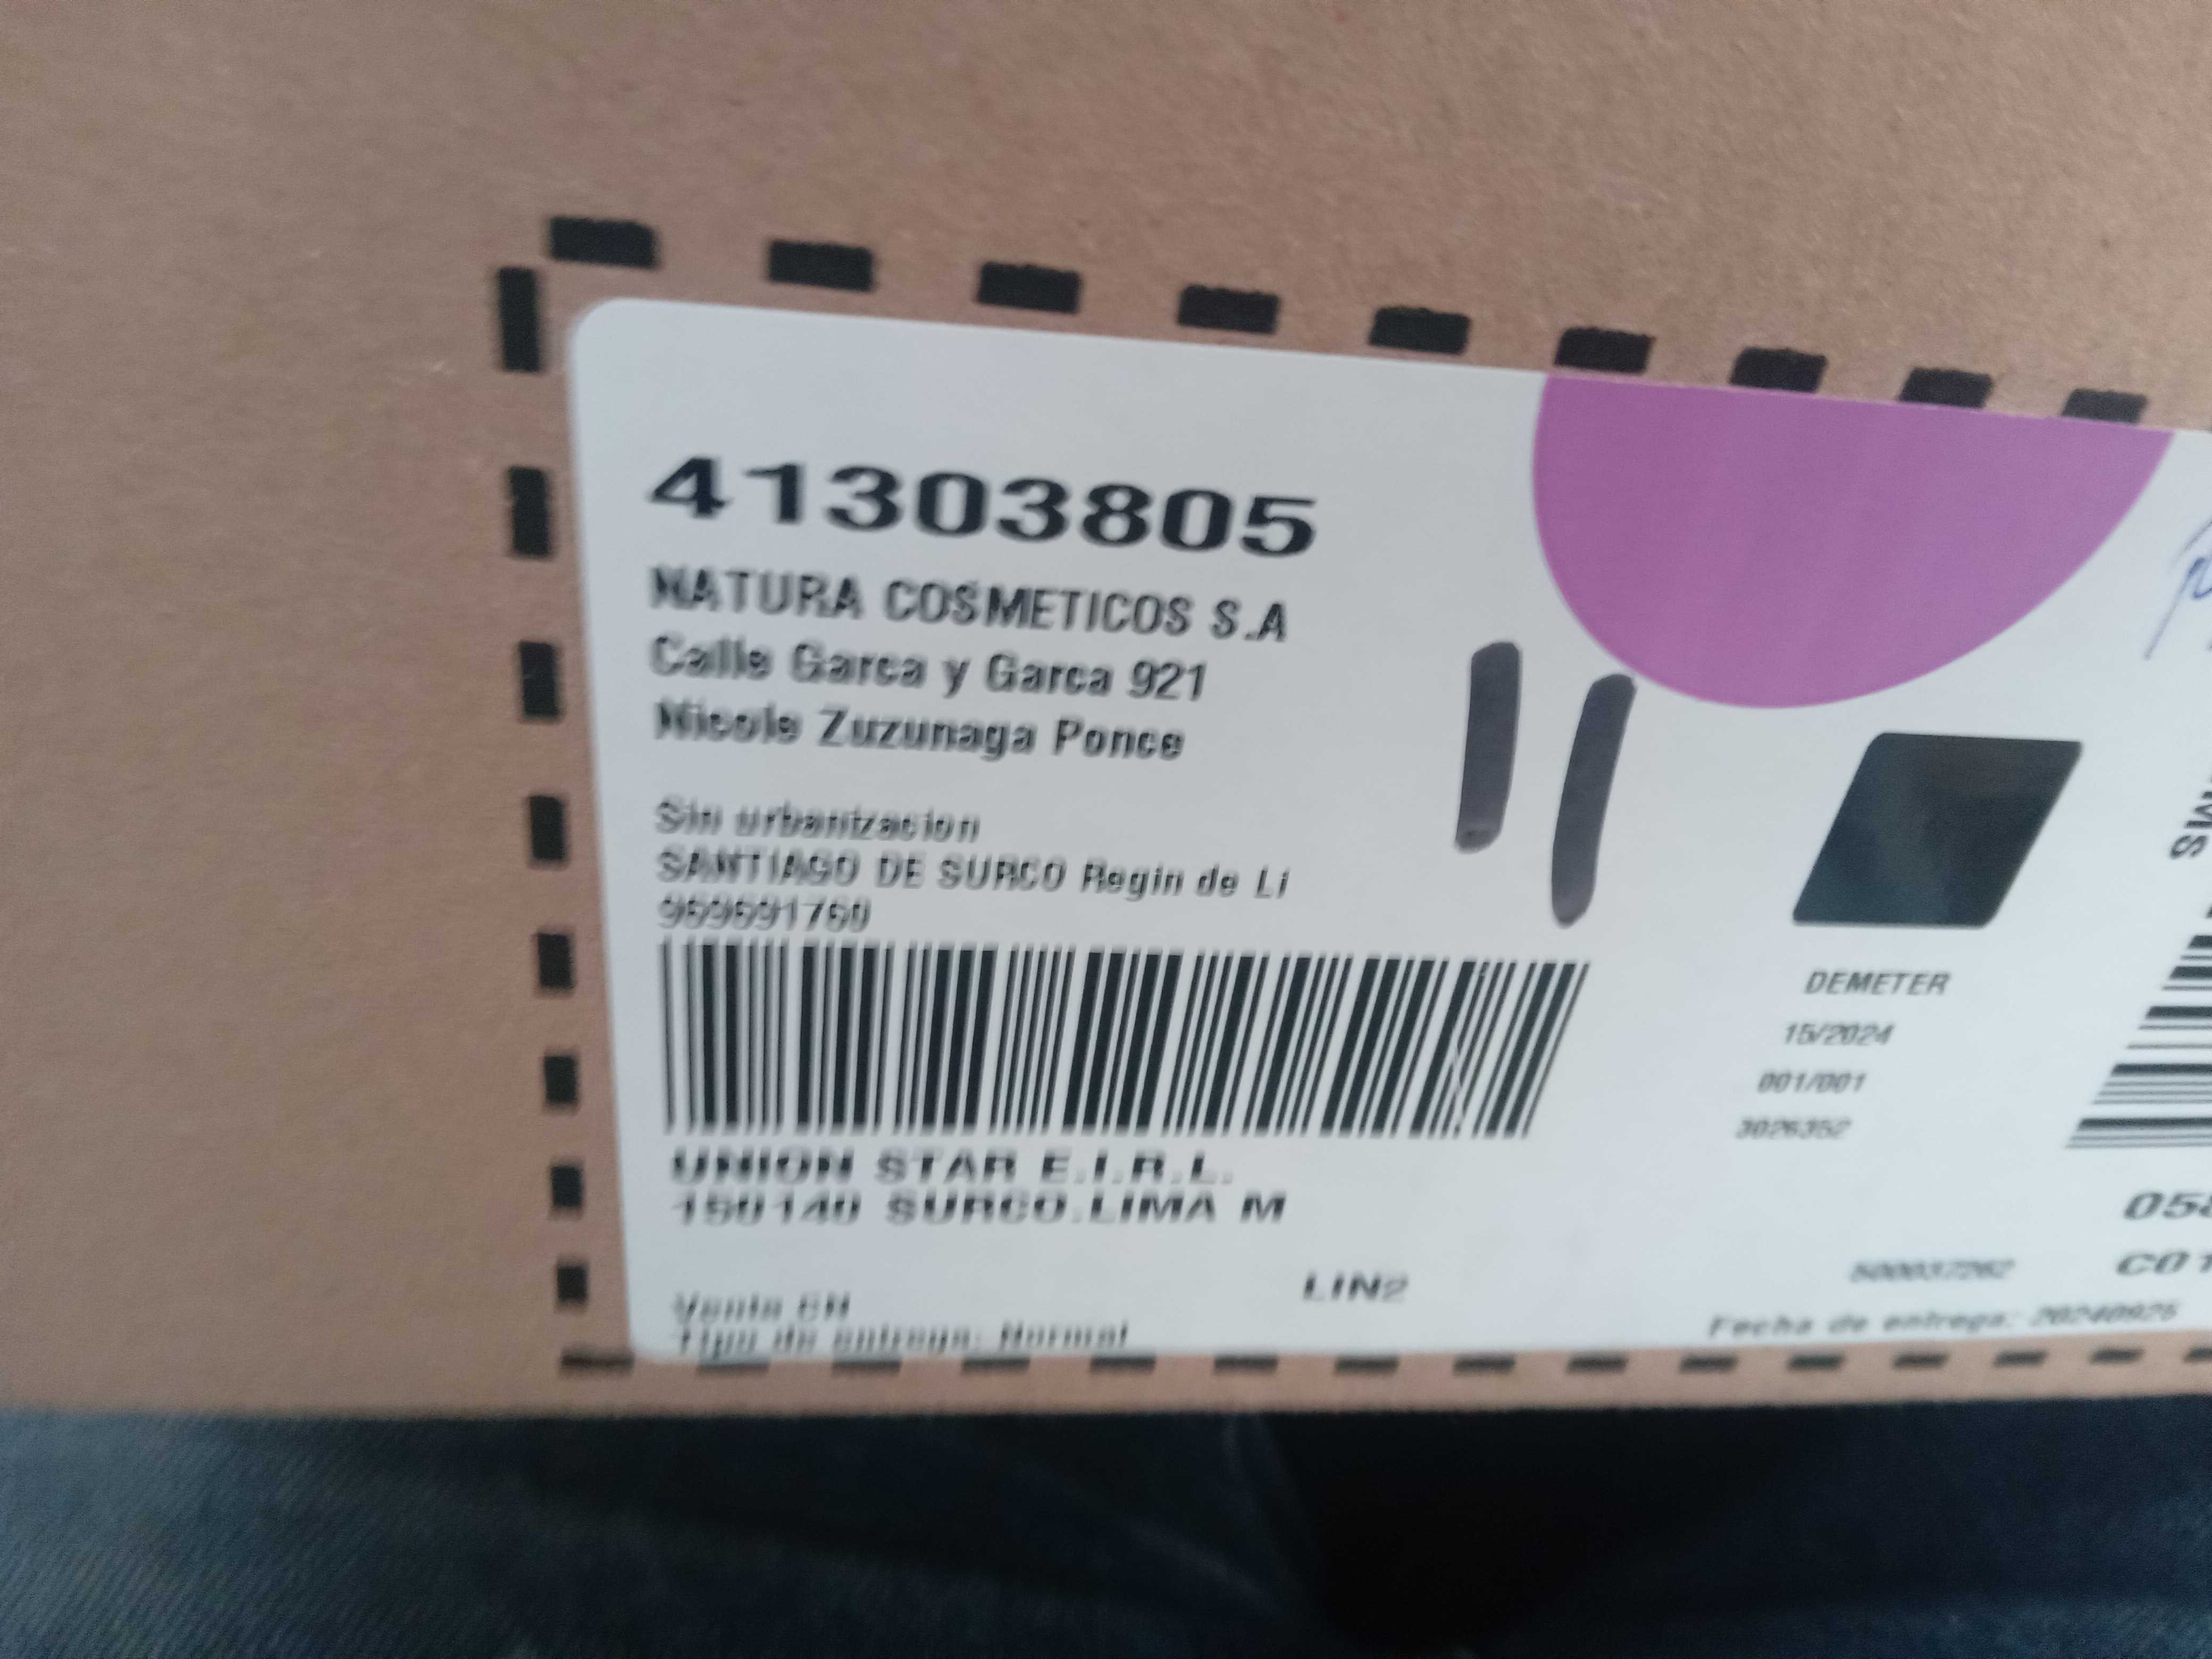 41303805
NATURA COSMETICOS S.A
Calle Garca y Garca 921
Nicole Zuzunaga Ponce
11
Sin urbanizacion
SANTIAGO DE SURCO Regin de Li
969691760
UNION STAR E.I.R.L.
150140 SURCO.LIMA M
LIN2
Venta CN
Tipo de entrega: Normal
DEMETER
15/2024
001/001
3026352
Fecha de entrega: 20240925